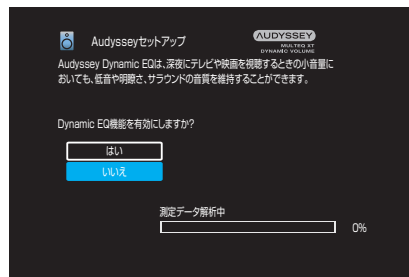 Audysseyセットアップ
AUDYSSEY
MULTEQ XT
DYNAMIC VOLUME
Audyssey Dynamic EQは、深夜にテレビや映画を視聴するときの小音量に
おいても、低音や明瞭さ、サラウンドの音質を維持することができます。
Dynamic EQ機能を有効にしますか?
はい
いいえ
測定データ解析中
0%